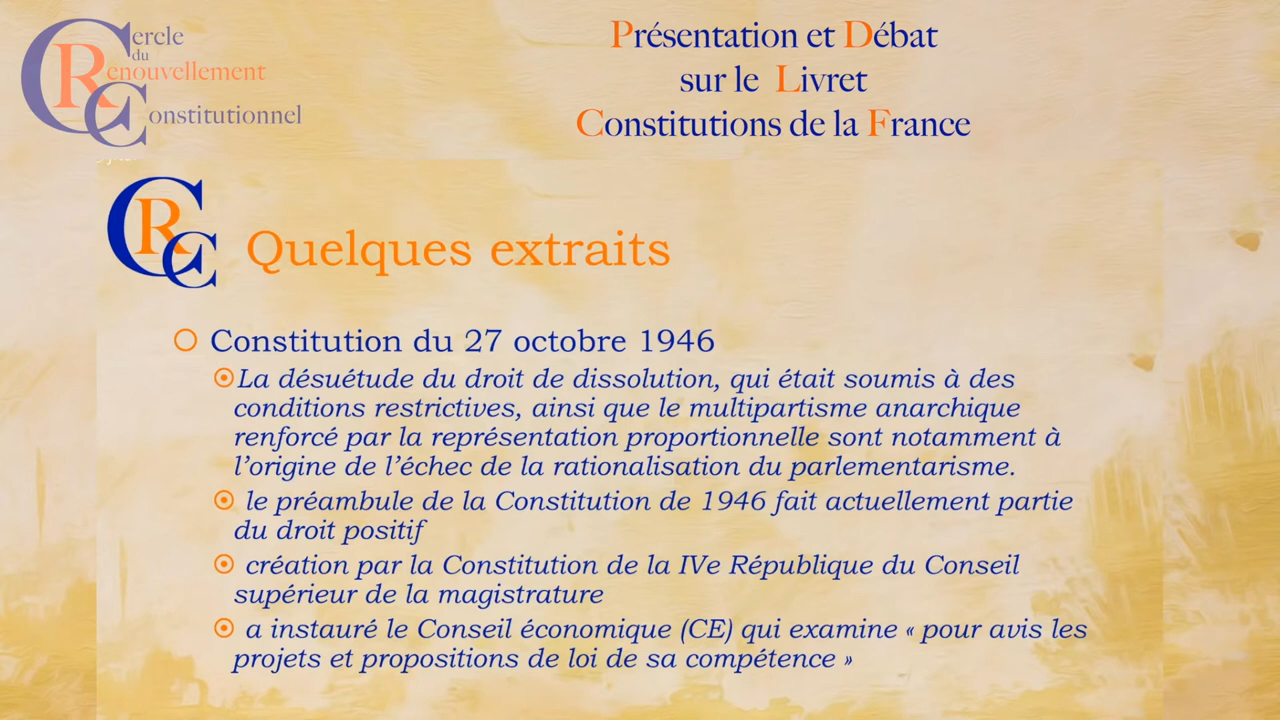 Cercle
du
Renouvellement
Constitutionnel
Présentation et Débat
sur le Livret
Constitutions de la France
CRC
Quelques extraits
Constitution du 27 octobre 1946
La désuétude du droit de dissolution, qui était soumis à des
conditions restrictives, ainsi que le multipartisme anarchique
renforcé par la représentation proportionnelle sont notamment à
l’origine de l’échec de la rationalisation du parlementarisme.
le préambule de la Constitution de 1946 fait actuellement partie
du droit positif
création par la Constitution de la IVe République du Conseil
supérieur de la magistrature
a instauré le Conseil économique (CE) qui examine « pour avis les
projets et propositions de loi de sa compétence »